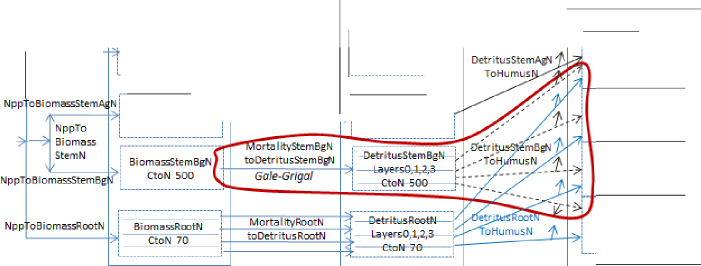 DetritusStemAgN
ToHumusN
NppToBiomassStemAgN
NppTo
Biomass
StemN
NppToBiomassStemBgN
BiomassStemBgN
CtoN 500
MortalityStemBgN
toDetritusStemBgN
Gale-Grigal
DetritusStemBgN
Layers0,1,2,3
CtoN 500
DetritusStemBgN
ToHumusN
NppToBiomassRootN
BiomassRootN
CtoN 70
MortalityRootN
toDetritusRootN
DetritusRootN
Layers0,1,2,3
CtoN 70
DetritusRootN
ToHumusN